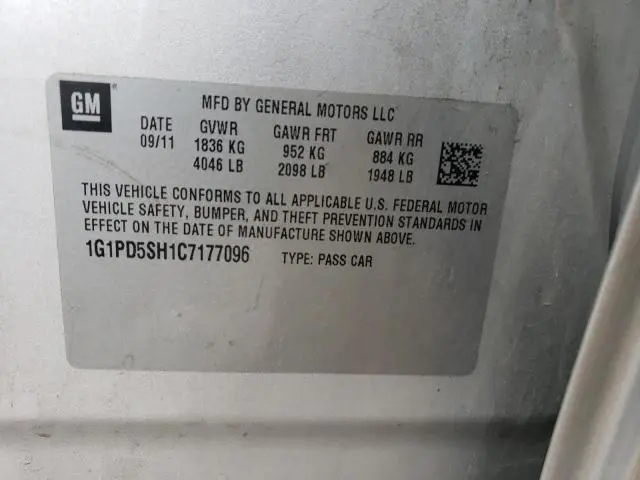 GM
MFD BY GENERAL MOTORS LLC
DATE GVWR GAWR FRT GAWR RR
09/11 1836 KG 952 KG 884 KG
4046 LB 2098 LB 1948 LB
THIS VEHICLE CONFORMS TO ALL APPLICABLE U.S. FEDERAL MOTOR
VEHICLE SAFETY, BUMPER, AND THEFT PREVENTION STANDARDS IN
EFFECT ON THE DATE OF MANUFACTURE SHOWN ABOVE.
1G1PD5SH1C7177096 TYPE: PASS CAR